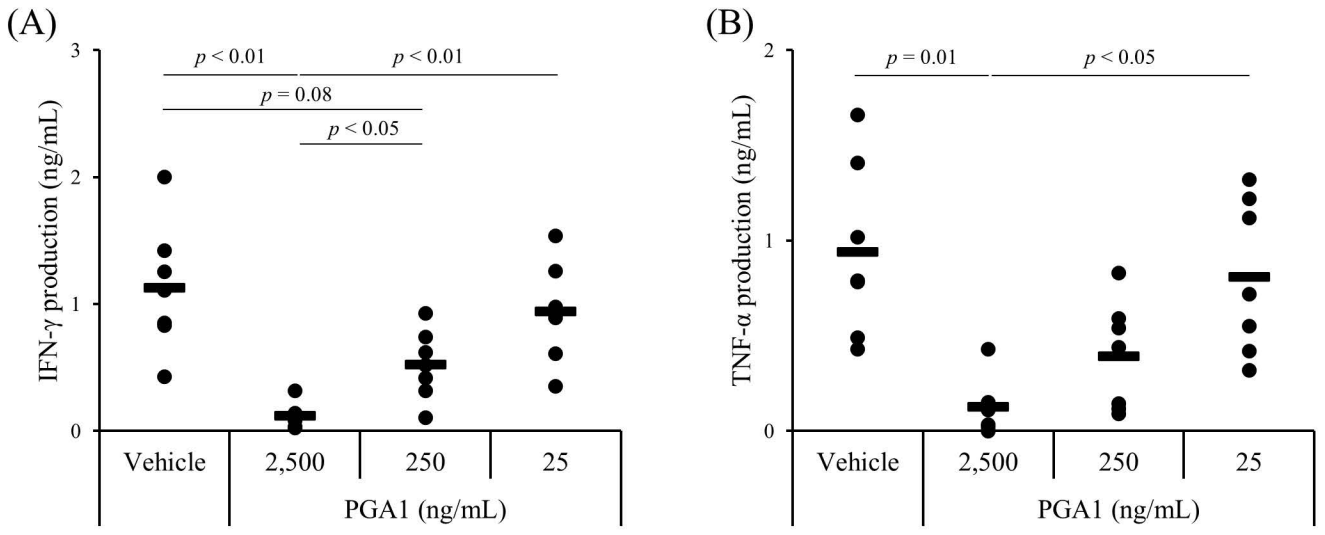 (A)
IFN-γ production (ng/mL)
3
2
1
0
p < 0.01
p < 0.01
p = 0.08
p < 0.05
Vehicle
2,500
250
25
PGA1 (ng/mL)
(B)
TNF-α production (ng/mL)
2
1
0
p = 0.01
p < 0.05
Vehicle
2,500
250
25
PGA1 (ng/mL)